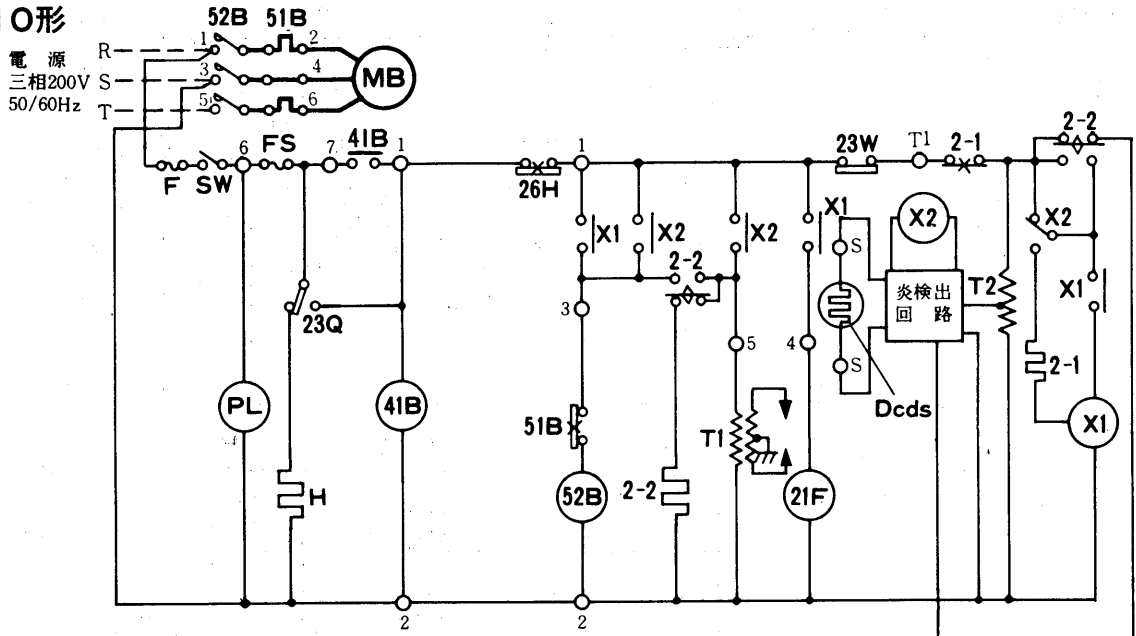 O形
52B 51B
電源
三相200V
50/60Hz
R
S
T
1
2
3
4
5
6
MB
F
SW
6
FS
7
41B
1
26H
1
23W
T1
2-1
2-2
X1
X2
X2
X1
X2
X2
2-2
23Q
3
5
4
S
S
炎検出
回路
T2
X1
2-1
Dcds
PL
41B
51B
T1
X1
H
52B
2-2
21F
2
2